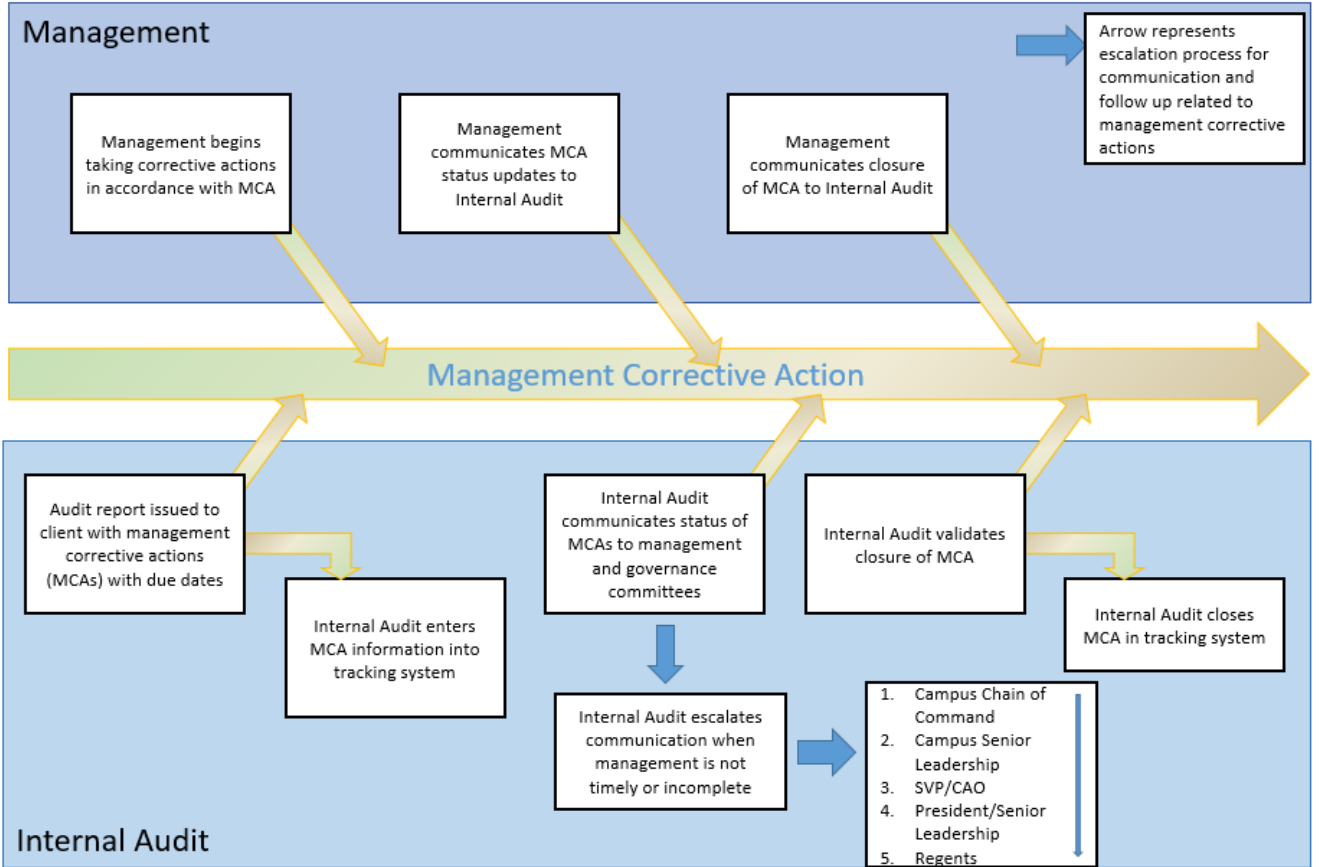 Management
Arrow represents
escalation process for
communication and
follow up related to
management corrective
actions
Management begins
taking corrective actions
in accordance with MCA
Management
communicates MCA
status updates to
Internal Audit
Management
communicates closure
of MCA to Internal Audit
Management Corrective Action
Audit report issued to
client with management
corrective actions
(MCAs) with due dates
Internal Audit enters
MCA information into
tracking system
Internal Audit
communicates status of
MCAs to management
and governance
committees
Internal Audit validates
closure of MCA
Internal Audit closes
MCA in tracking system
Internal Audit escalates
communication when
management is not
timely or incomplete
1. Campus Chain of
Command
2. Campus Senior
Leadership
3. SVP/CAO
4. President/Senior
Leadership
5. Regents
Internal Audit